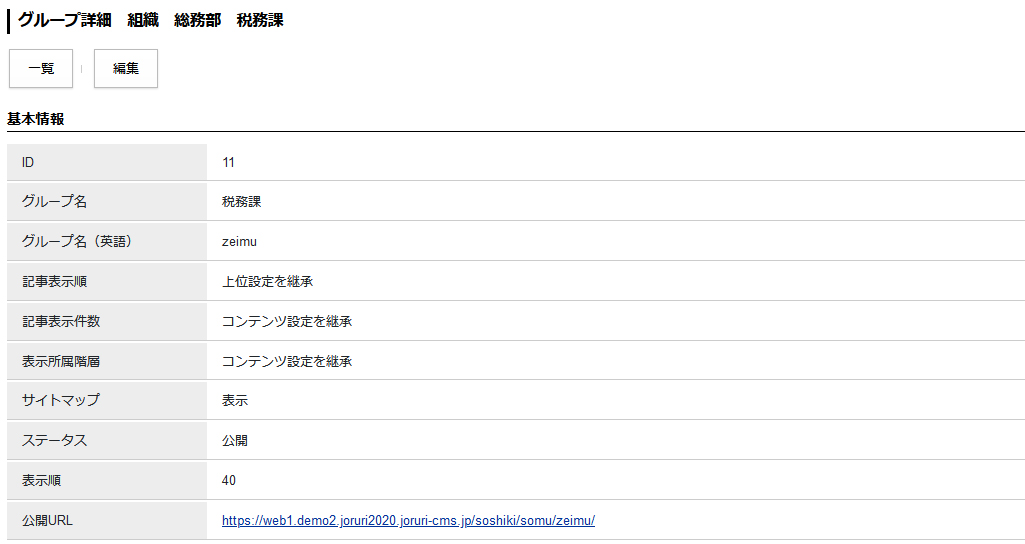 グループ詳細　組織　総務部　税務課
一覧　編集
基本情報
ID　11
グループ名　税務課
グループ名（英語）　zeimu
記事表示順　上位設定を継承
記事表示件数　コンテンツ設定を継承
表示所属階層　コンテンツ設定を継承
サイトマップ　表示
ステータス　公開
表示順　40
公開URL　https://web1.demo2.joruri2020.joruri-cms.jp/soshiki/somu/zeimu/